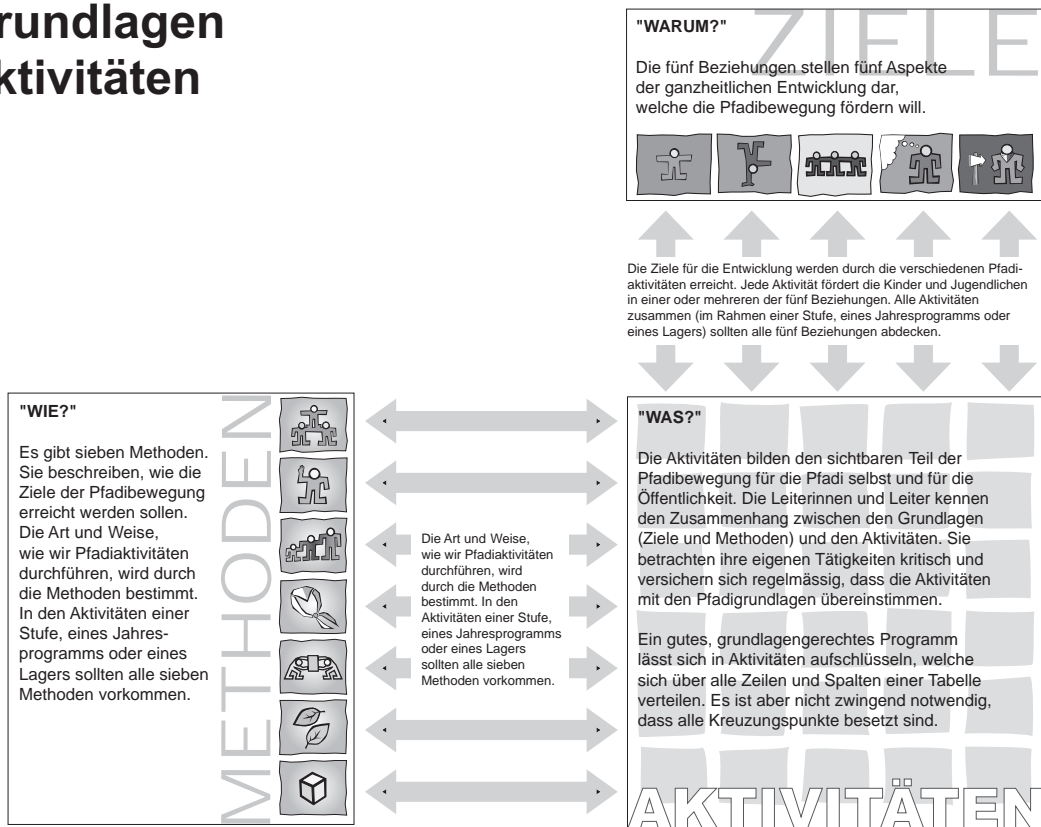 rundlagen
ktivitäten
ZIELE
"WARUM?"
Die fünf Beziehungen stellen fünf Aspekte
der ganzheitlichen Entwicklung dar,
welche die Pfadibewegung fördern will.
Die Ziele für die Entwicklung werden durch die verschiedenen Pfadi-
aktivitäten erreicht. Jede Aktivität fördert die Kinder und Jugendlichen
in einer oder mehreren der fünf Beziehungen. Alle Aktivitäten
zusammen (im Rahmen einer Stufe, eines Jahresprogramms oder
eines Lagers) sollten alle fünf Beziehungen abdecken.
"WIE?"
Es gibt sieben Methoden.
Sie beschreiben, wie die
Ziele der Pfadibewegung
erreicht werden sollen.
Die Art und Weise,
wie wir Pfadiaktivitäten
durchführen, wird durch
die Methoden bestimmt.
In den Aktivitäten einer
Stufe, eines Jahres-
programms oder eines
Lagers sollten alle sieben
Methoden vorkommen.
METHODEN
Die Art und Weise,
wie wir Pfadiaktivitäten
durchführen, wird
durch die Methoden
bestimmt. In den
Aktivitäten einer Stufe,
eines Jahresprogramms
oder eines Lagers
sollten alle sieben
Methoden vorkommen.
"WAS?"
Die Aktivitäten bilden den sichtbaren Teil der
Pfadibewegung für die Pfadi selbst und für die
Öffentlichkeit. Die Leiterinnen und Leiter kennen
den Zusammenhang zwischen den Grundlagen
(Ziele und Methoden) und den Aktivitäten. Sie
betrachten ihre eigenen Tätigkeiten kritisch und
versichern sich regelmässig, dass die Aktivitäten
mit den Pfadigrundlagen übereinstimmen.
Ein gutes, grundlagengerechtes Programm
lässt sich in Aktivitäten aufschlüsseln, welche
sich über alle Zeilen und Spalten einer Tabelle
verteilen. Es ist aber nicht zwingend notwendig,
dass alle Kreuzungspunkte besetzt sind.
AKTIVITÄTEN